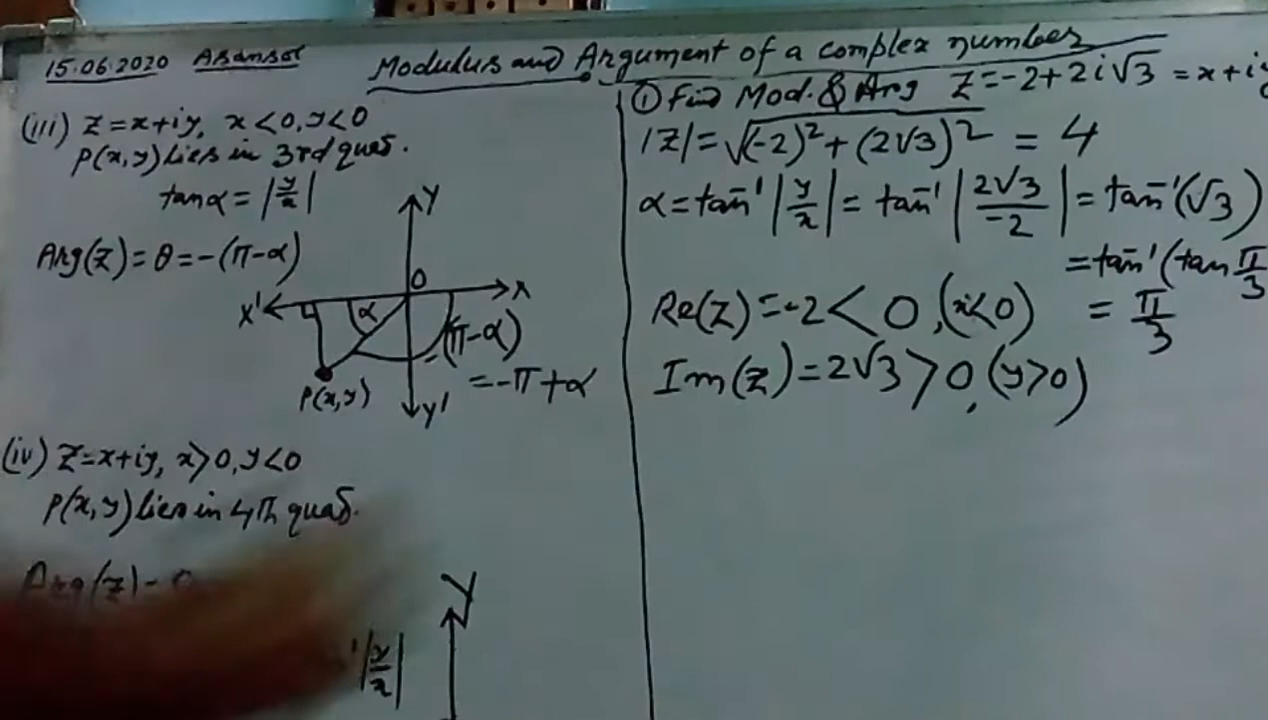 15.06.2020 Asansol Modulus and Argument of a complex number
(iii) z=x+iy, x<0,y<0
P(x,y) lies in 3rd quad.
tanα=|y/x|
Arg(z)=θ=-(π-α)
Y
O
X' X
α
-(π-α)
=-π+α
P(x,y)
Y'
(iv) z=x+iy, x>0,y<0
P(x,y) lies in 4th quad.
Arg(z)=
|y/x|
Y
① Find Mod. & Arg z=-2+2i√3 =x+iy
|z|=√(-2)²+(2√3)² = 4
α=tan⁻¹|y/x|=tan⁻¹|2√3/-2|=tan⁻¹(√3)
=tan⁻¹(tan π/3
Re(z)=-2<0,(x<0) = π/3
Im(z)=2√3>0,(y>0)